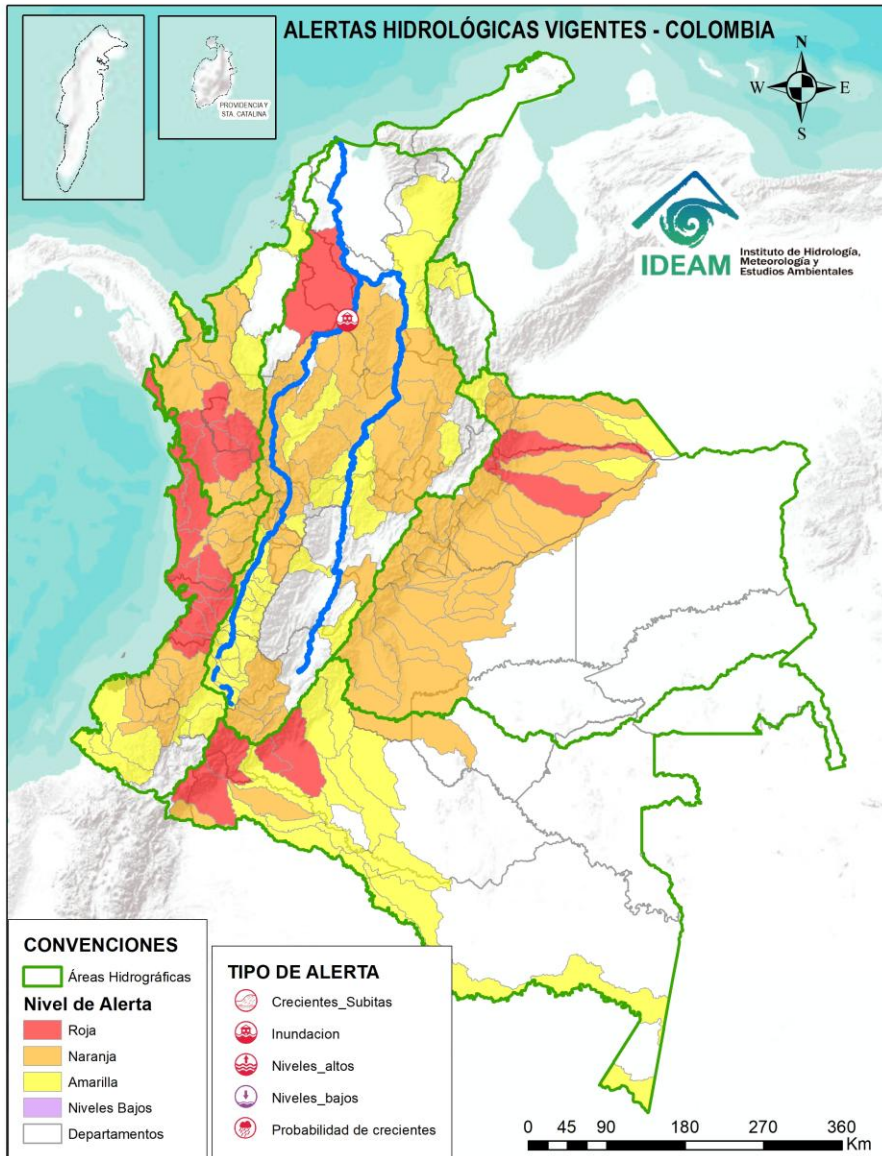 ALERTAS HIDROLÓGICAS VIGENTES - COLOMBIA
PROVIDENCIA Y
STA. CATALINA
N
W
E
S
IDEAM
Instituto de Hidrología,
Meteorología y
Estudios Ambientales
CONVENCIONES
Áreas Hidrográficas
Nivel de Alerta
Roja
Naranja
Amarilla
Niveles Bajos
Departamentos
TIPO DE ALERTA
Crecientes_Subitas
Inundacion
Niveles_altos
Niveles_bajos
Probabilidad de crecientes
0 45 90 180 270 360
Km